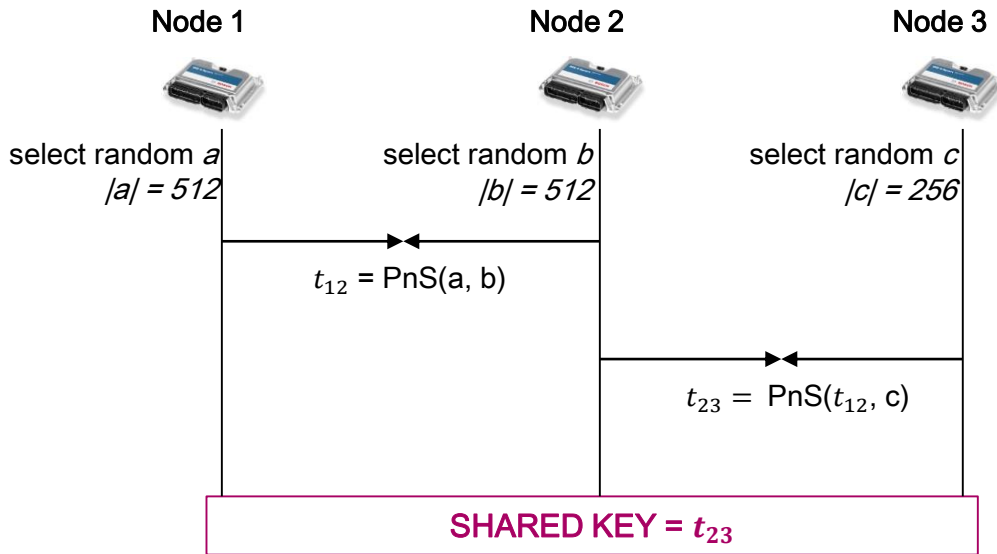 Node 1
Node 2
Node 3
select random a
|a| = 512
select random b
|b| = 512
select random c
|c| = 256
t₁₂ = PnS(a, b)
t₂₃ = PnS(t₁₂, c)
SHARED KEY = t₂₃